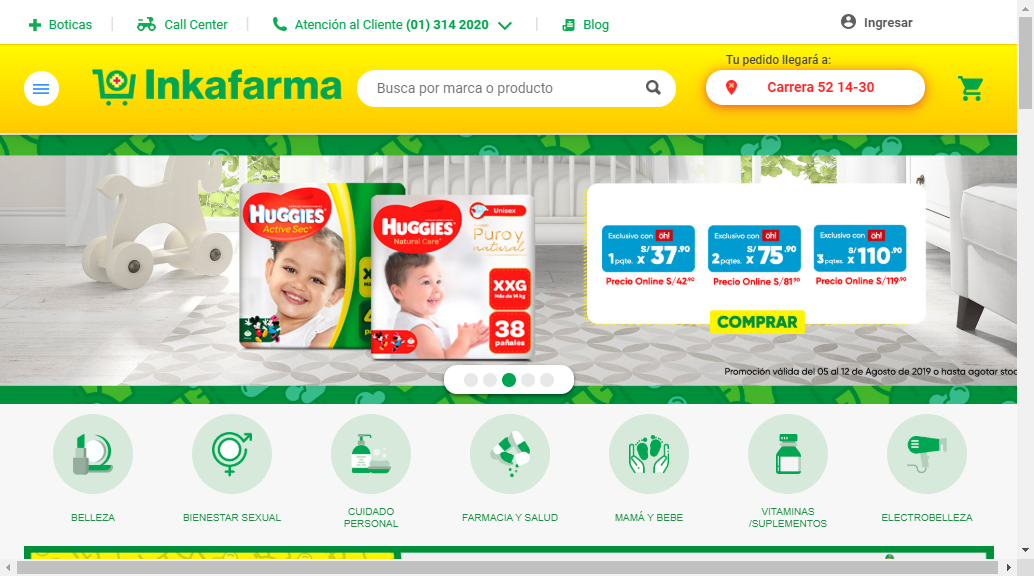 Boticas
Call Center
Atención al Cliente (01) 314 2020
Blog
Ingresar
Inkafarma
Busca por marca o producto
Tu pedido llegará a:
Carrera 52 14-30
HUGGIES
Active Sec
HUGGIES
Natural Care
Unisex
Puro y
natural
XXG
Más de 14 kg
38
pañales
Exclusivo con oh!
1 pqte. x S/37.90
Precio Online S/42.90
Exclusivo con oh!
2 pqtes. x S/75.90
Precio Online S/81.90
Exclusivo con oh!
3 pqtes. x S/110.90
Precio Online S/119.90
COMPRAR
Promoción válida del 05 al 12 de Agosto de 2019 o hasta agotar stoc
BELLEZA
BIENESTAR SEXUAL
CUIDADO
PERSONAL
FARMACIA Y SALUD
MAMÁ Y BEBE
VITAMINAS
/SUPLEMENTOS
ELECTROBELLEZA